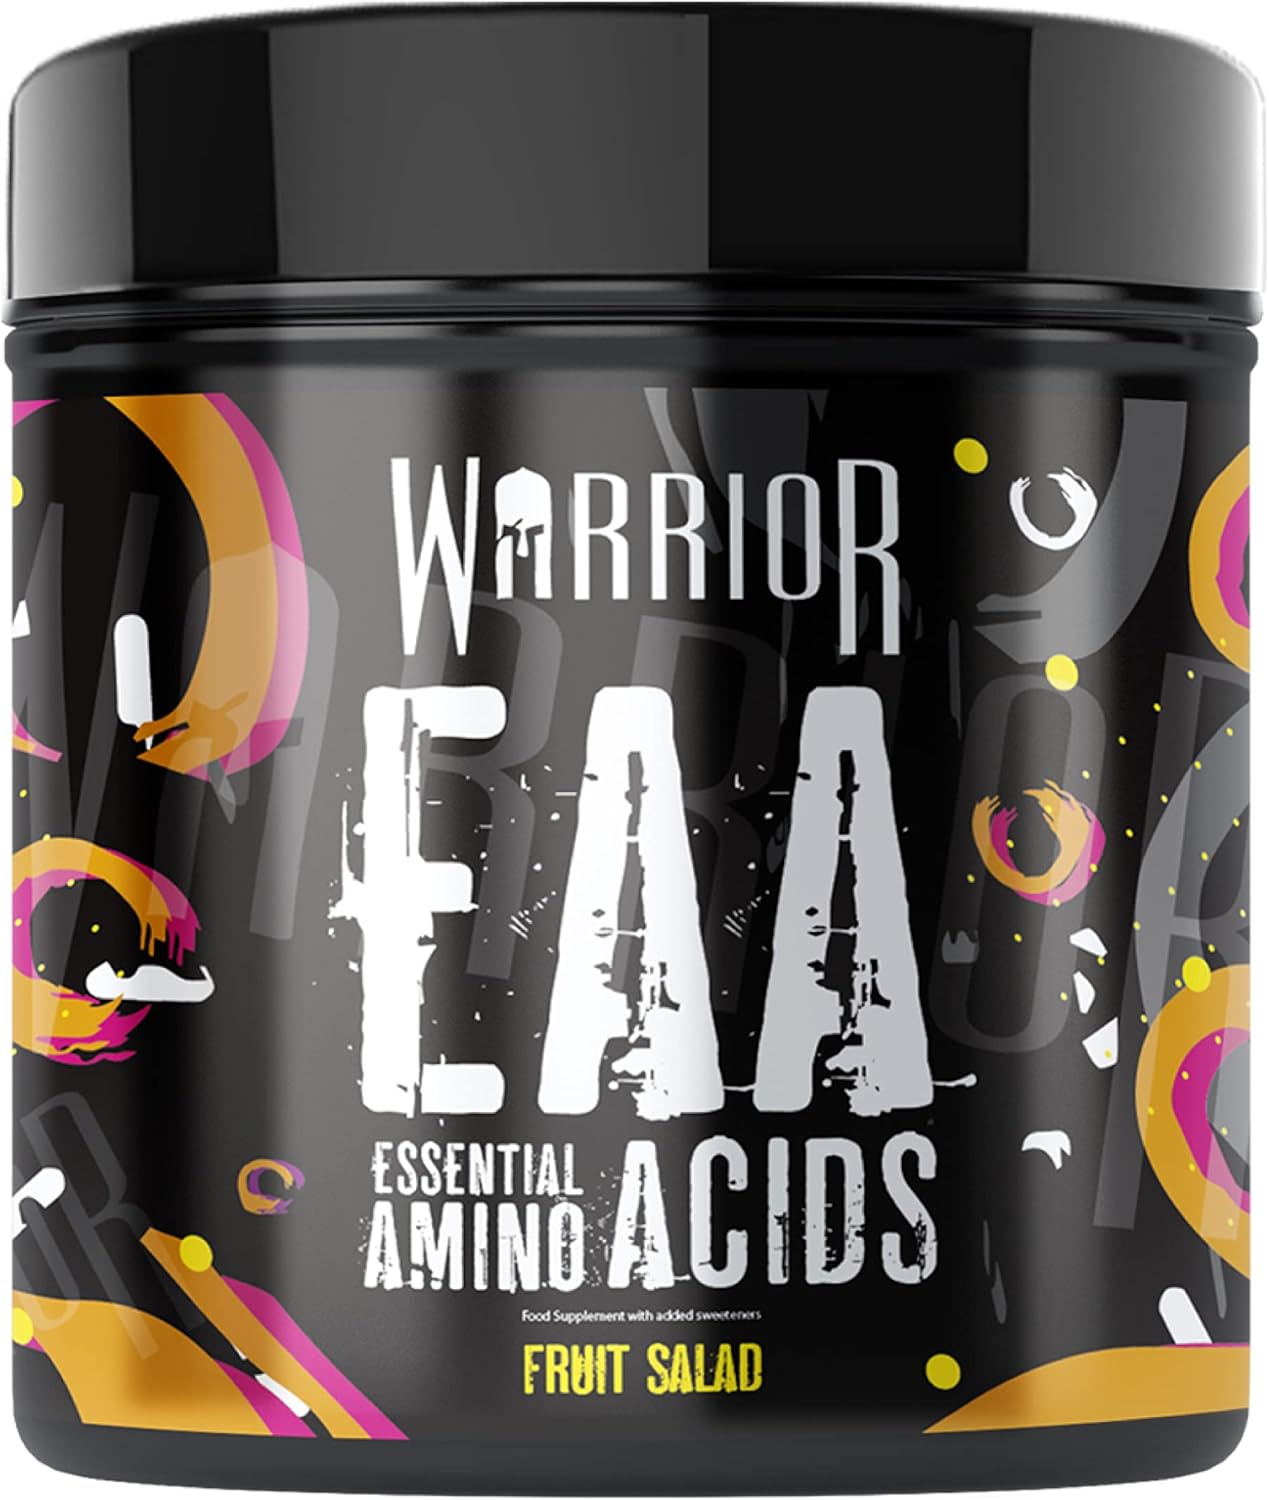 WARRIOR
EAA
ESSENTIAL
AMINO ACIDS
Food Supplement with added sweeteners
FRUIT SALAD